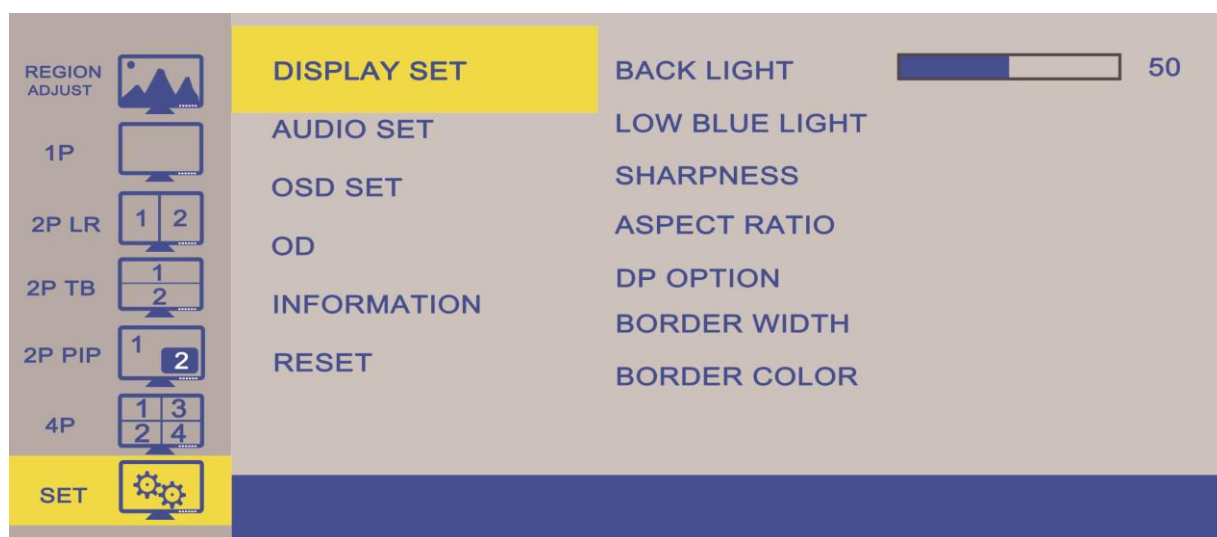 REGION
ADJUST
1P
2P LR
1 2
2P TB
1
2
2P PIP
1
2
4P
1 3
2 4
SET
DISPLAY SET
AUDIO SET
OSD SET
OD
INFORMATION
RESET
BACK LIGHT 50
LOW BLUE LIGHT
SHARPNESS
ASPECT RATIO
DP OPTION
BORDER WIDTH
BORDER COLOR